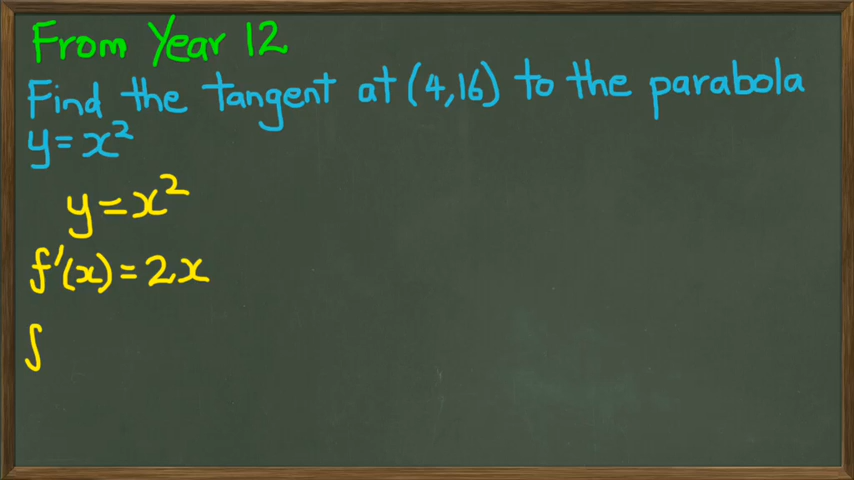 From Year 12
Find the tangent at (4,16) to the parabola
y = x²
y = x²
f'(x) = 2x
∫